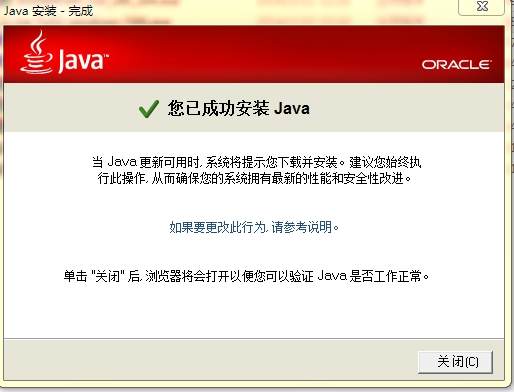 Java 安装 - 完成
Java™
ORACLE
您已成功安装 Java
当 Java 更新可用时, 系统将提示您下载并安装。建议您始终执
行此操作, 从而确保您的系统拥有最新的性能和安全性改进。
如果要更改此行为, 请参考说明。
单击 "关闭" 后, 浏览器将会打开以便您可以验证 Java 是否工作正常。
关闭(C)